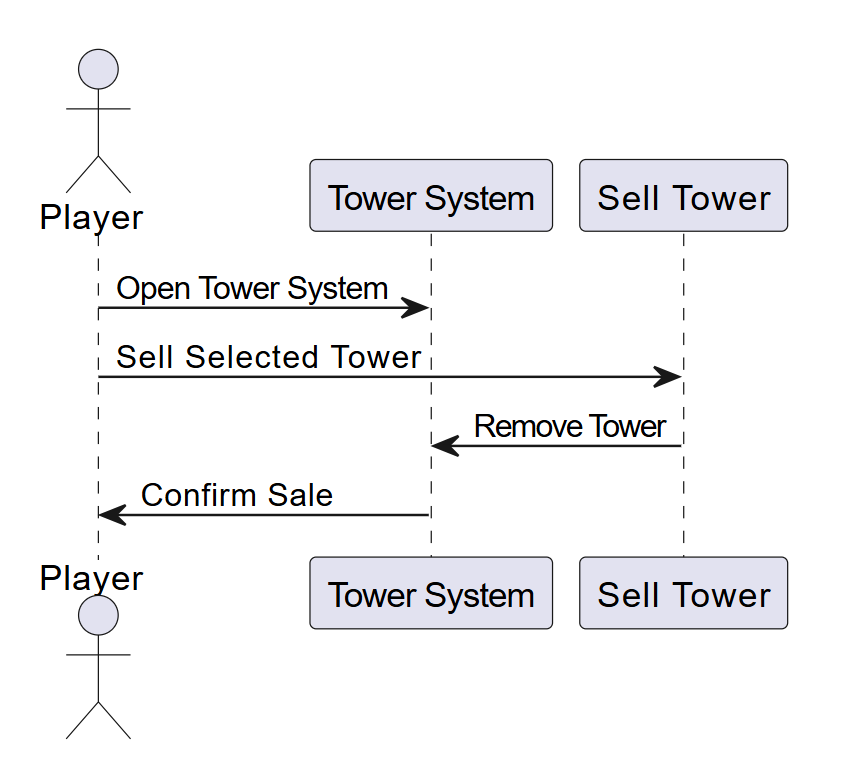 Player
Tower System
Sell Tower
Open Tower System
Sell Selected Tower
Remove Tower
Confirm Sale
Player
Tower System
Sell Tower